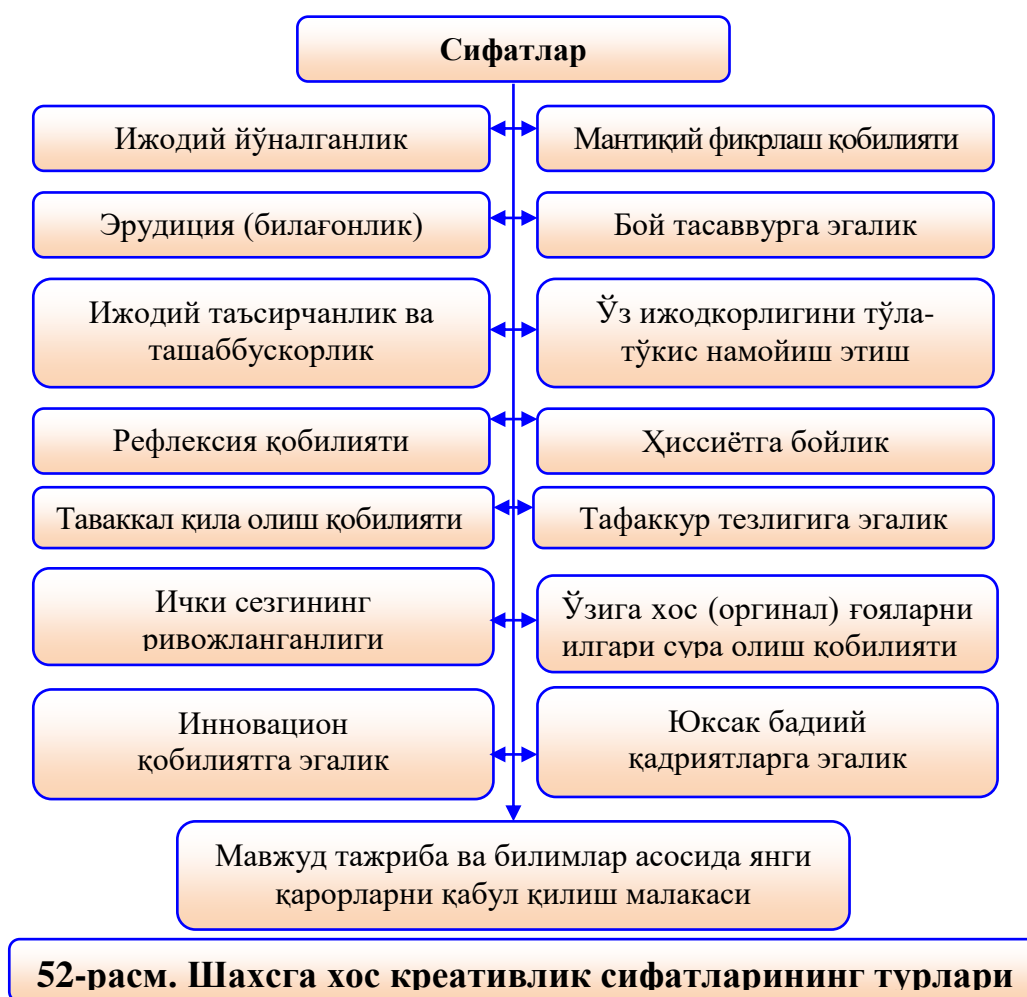 Сифатлар
Ижодий йўналганлик
Мантиқий фикрлаш қобилияти
Эрудиция (билағонлик)
Бой тасаввурга эгалик
Ижодий таъсирчанлик ва
ташаббускорлик
Ўз ижодкорлигини тўла-
тўкис намойиш этиш
Рефлексия қобилияти
Ҳиссиётга бойлик
Таваккал қила олиш қобилияти
Тафаккур тезлигига эгалик
Ички сезгининг
ривожланганлиги
Ўзига хос (оргинал) ғояларни
илгари сура олиш қобилияти
Инновацион
қобилиятга эгалик
Юксак бадиий
қадриятларга эгалик
Мавжуд тажриба ва билимлар асосида янги
қарорларни қабул қилиш малакаси
52-расм. Шахсга хос креативлик сифатларининг турлари